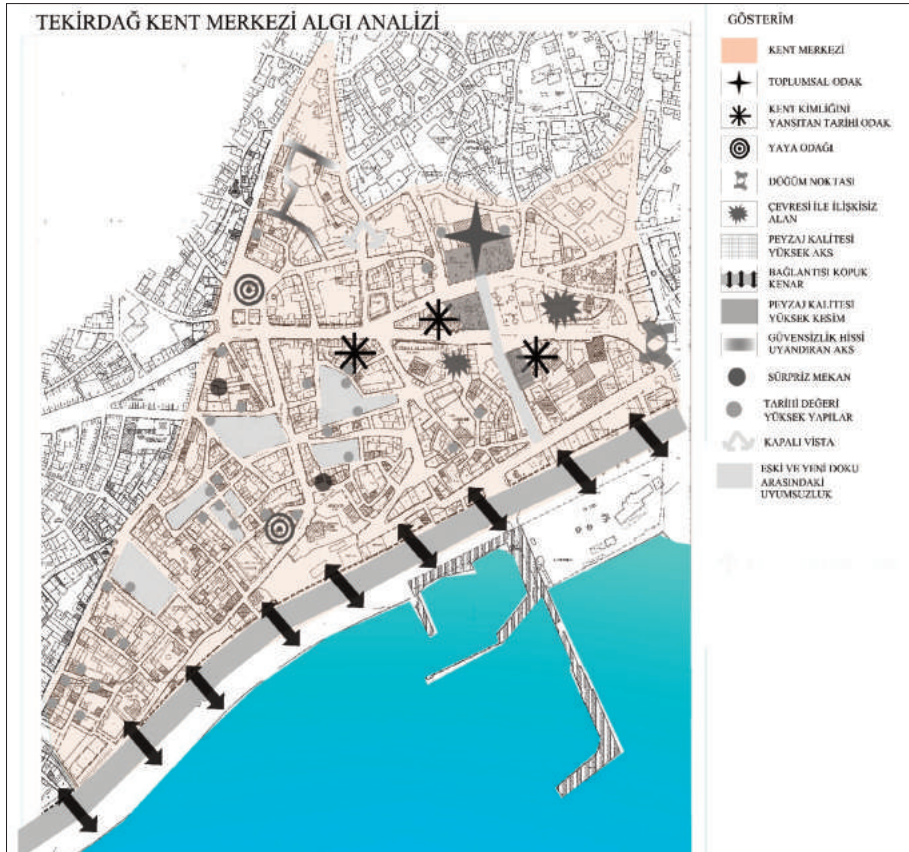 TEKİRDAĞ KENT MERKEZİ ALGI ANALİZİ
GÖSTERİM
KENT MERKEZİ
TOPLUMSAL ODAK
KENT KİMLİĞİNİ
YANSITAN TARİHİ ODAK
YAYA ODAĞI
DÜĞÜM NOKTASI
ÇEVRESİ İLE İLİŞKİSİZ
ALAN
PEYZAJ KALİTESİ
YÜKSEK AKS
BAĞLANTISI KOPUK
KENAR
PEYZAJ KALİTESİ
YÜKSEK KESİM
GÜVENSİZLİK HİSSİ
UYANDIRAN AKS
SÜRPRİZ MEKAN
TARİHİ DEĞERİ
YÜKSEK YAPILAR
KAPALI VİSTA
ESKİ VE YENİ DOKU
ARASINDAKİ
UYUMSUZLUK